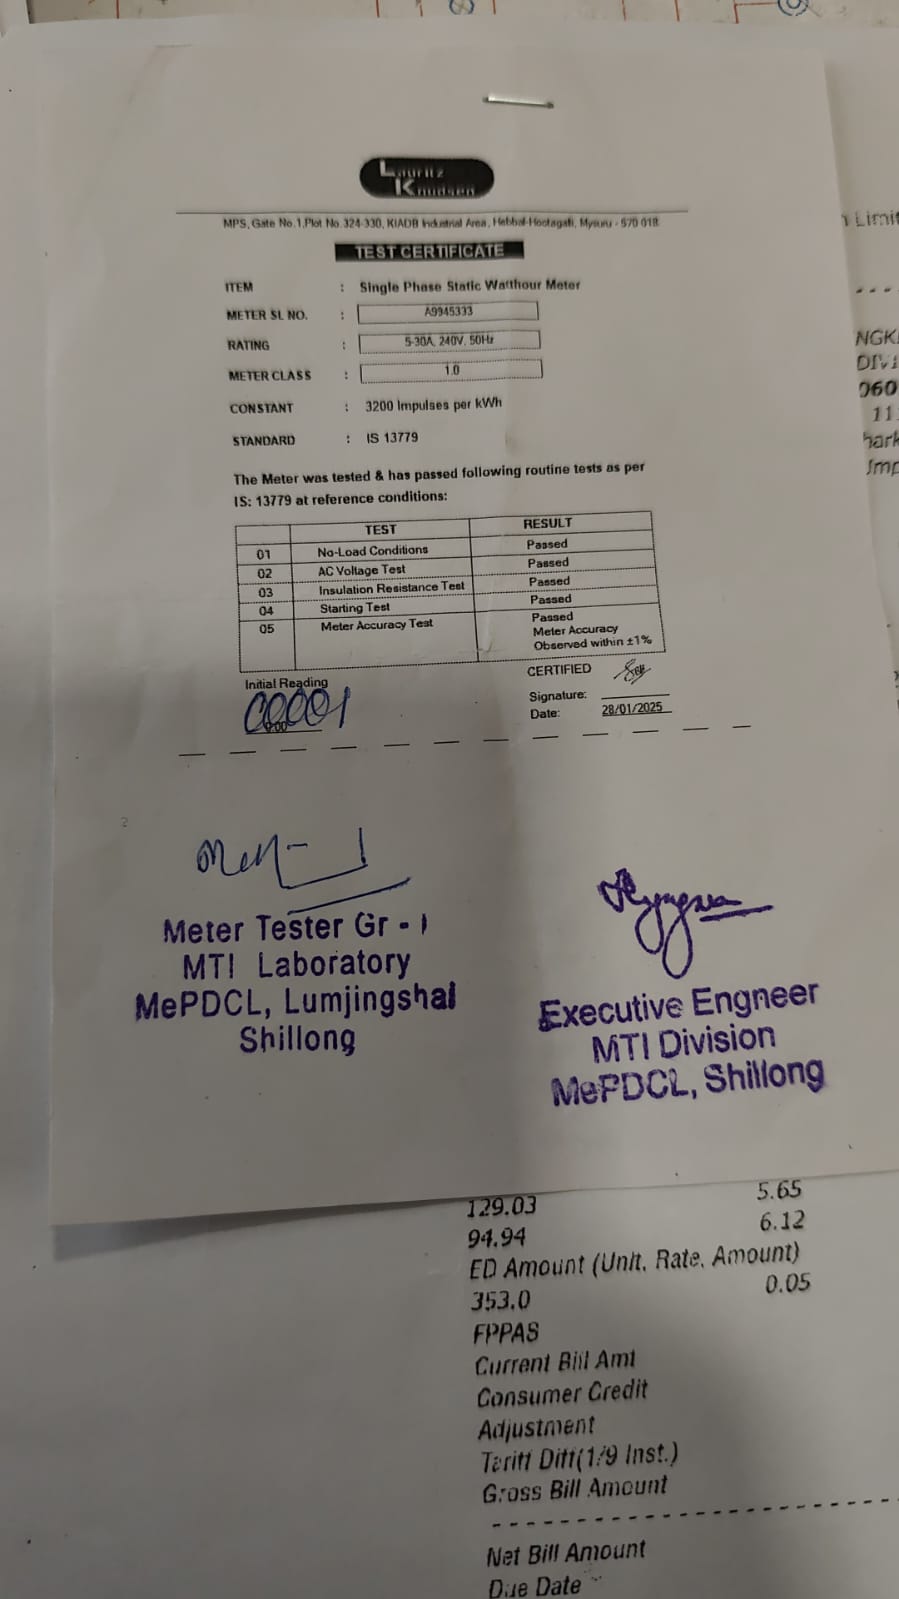 Lauritz
Knudsen
MPS, Gate No.1,Plot No.324-330, KIADB Industrial Area, Hebbal-Hootagalli, Mysuru - 570 018
TEST CERTIFICATE
ITEM : Single Phase Static Watthour Meter
METER SL NO. : A9945333
RATING : 5-30A, 240V, 50Hz
METER CLASS : 1.0
CONSTANT : 3200 Impulses per kWh
STANDARD : IS 13779
The Meter was tested & has passed following routine tests as per
IS: 13779 at reference conditions:
TEST RESULT
01 No-Load Conditions Passed
02 AC Voltage Test Passed
03 Insulation Resistance Test Passed
04 Starting Test Passed
05 Meter Accuracy Test Passed
Meter Accuracy
Observed within ±1%
Initial Reading
00001
CERTIFIED
Signature:
Date: 28/01/2025
Meter Tester Gr - I
MTI Laboratory
MePDCL, Lumjingshai
Shillong
Executive Engneer
MTI Division
MePDCL, Shillong
129.03 5.65
94.94 6.12
ED Amount (Unit, Rate, Amount)
353.0 0.05
FPPAS
Current Bill Amt
Consumer Credit
Adjustment
Tariff Diff(1/9 Inst.)
Gross Bill Amount
Net Bill Amount
Due Date